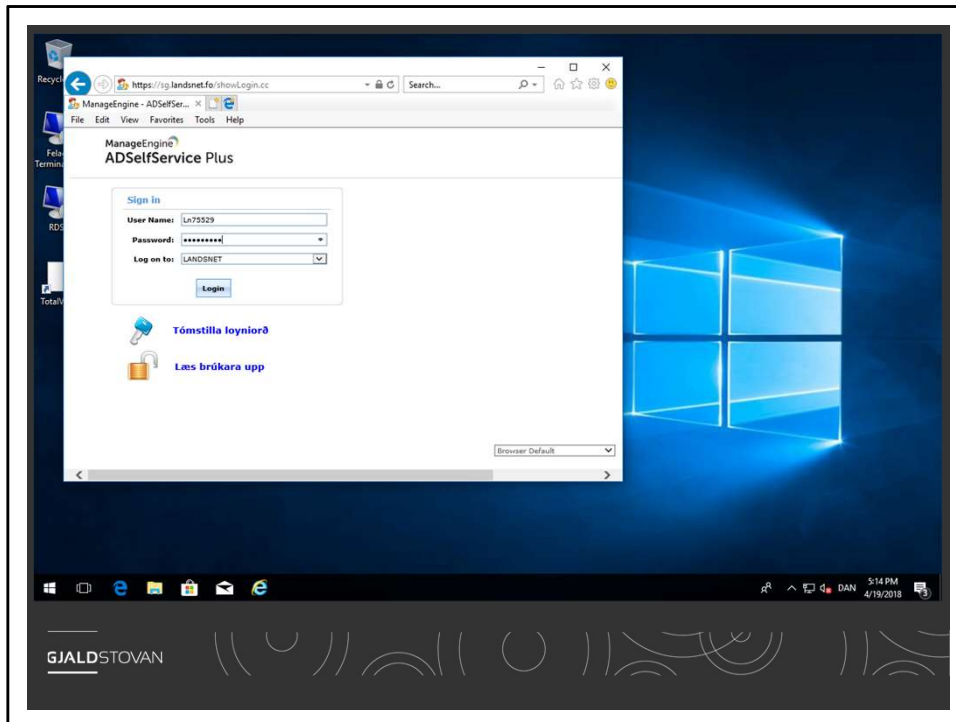 https://sg.landsnet.fo/showLogin.cc
Search...
ManageEngine - ADSelfSer...
File Edit View Favorites Tools Help
ManageEngine
ADSelfService Plus
Sign in
User Name: Ln75529
Password: •••••••••
Log on to: LANDSNET
Login
Tómstilla loyniorð
Læs brúkara upp
Browser Default
RDS
DAN
5:14 PM
4/19/2018
3
GJALDSTOVAN